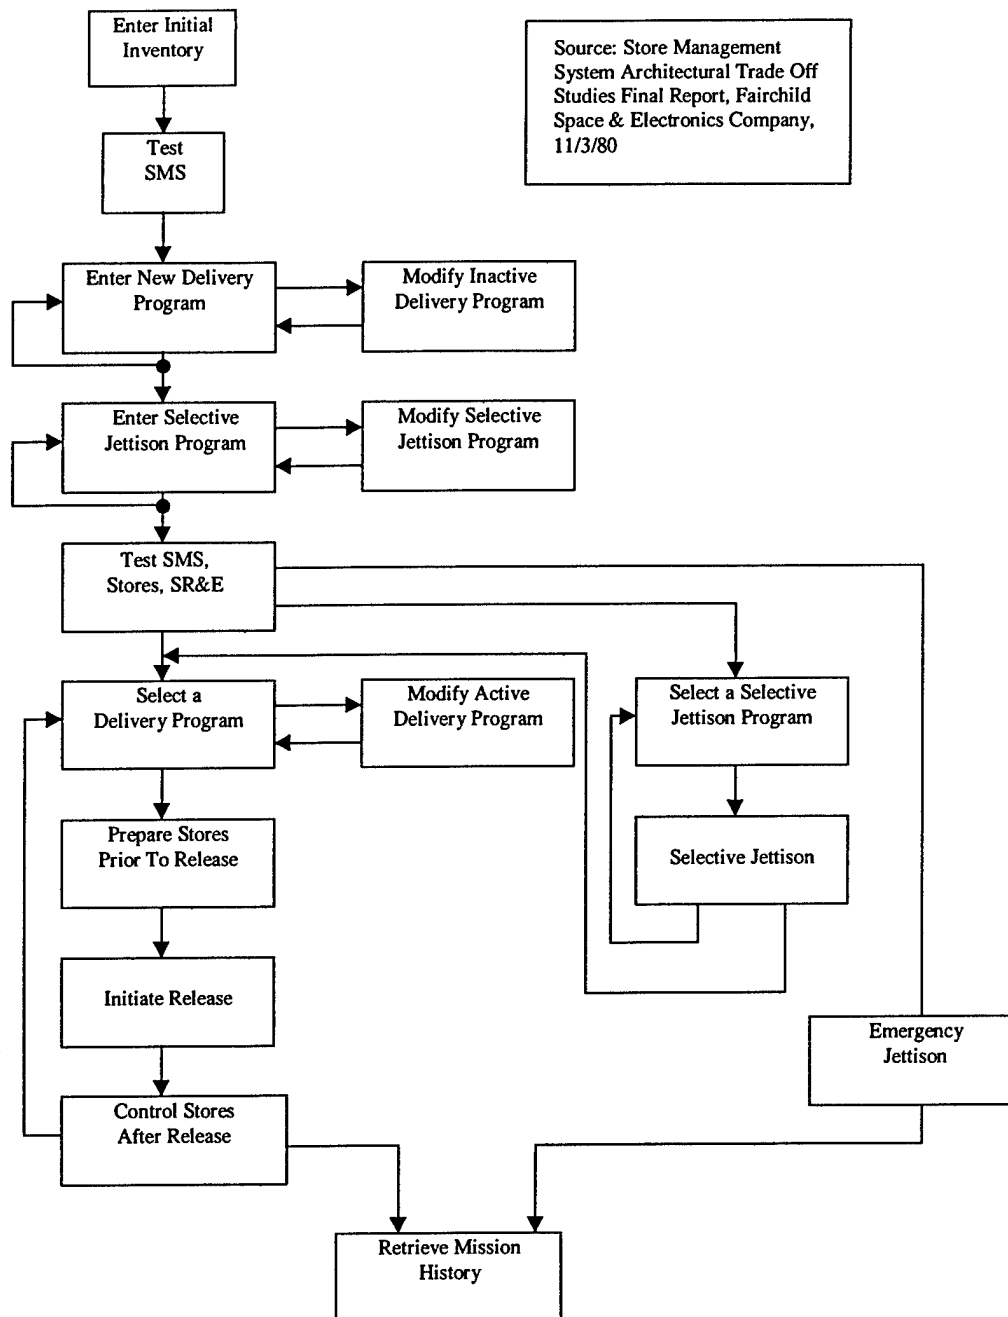 Enter Initial
Inventory
Source: Store Management
System Architectural Trade Off
Studies Final Report, Fairchild
Space & Electronics Company,
11/3/80
Test
SMS
Enter New Delivery
Program
Modify Inactive
Delivery Program
Enter Selective
Jettison Program
Modify Selective
Jettison Program
Test SMS,
Stores, SR&E
Select a
Delivery Program
Modify Active
Delivery Program
Select a Selective
Jettison Program
Prepare Stores
Prior To Release
Selective Jettison
Initiate Release
Emergency
Jettison
Control Stores
After Release
Retrieve Mission
History